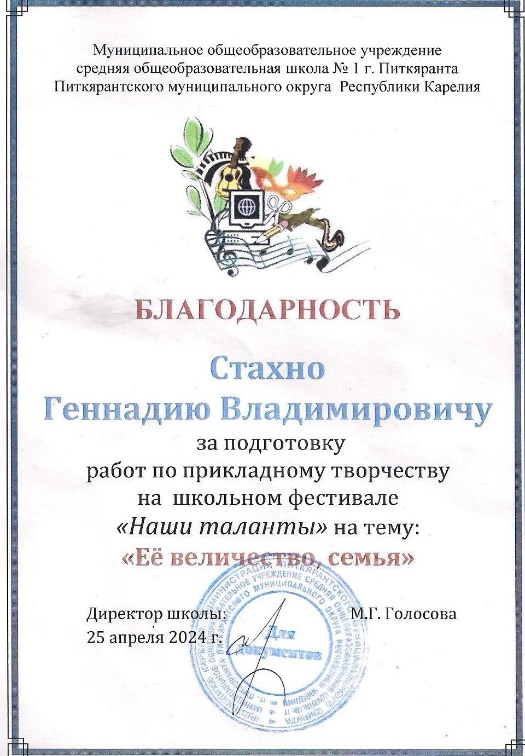 Муниципальное общеобразовательное учреждение
средняя общеобразовательная школа № 1 г. Питкяранта
Питкярантского муниципального округа Республики Карелия
БЛАГОДАРНОСТЬ
Стахно
Геннадию Владимировичу
за подготовку
работ по прикладному творчеству
на школьном фестивале
«Наши таланты» на тему:
«Её величество, семья»
Директор школы: М.Г. Голосова
25 апреля 2024 г.
Для
документов